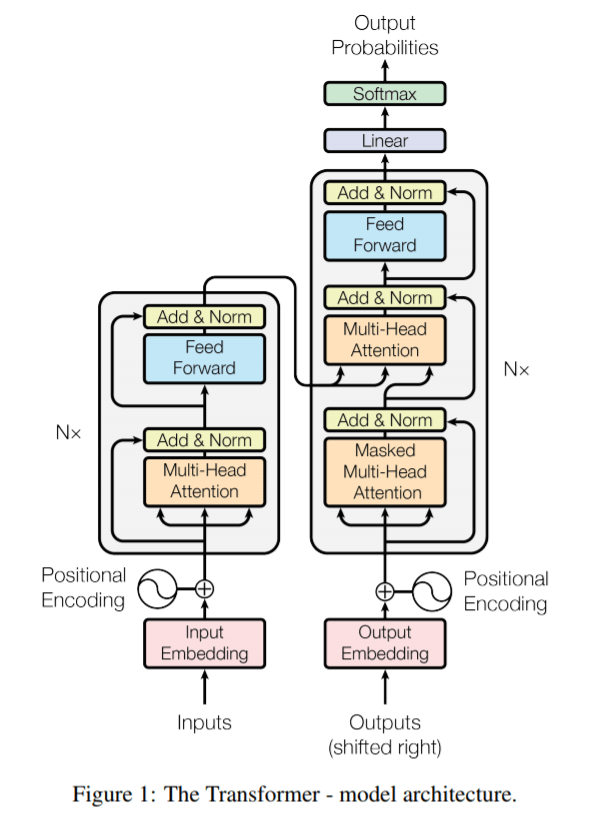 Output
Probabilities
Softmax
Linear
Add & Norm
Feed
Forward
Add & Norm
Multi-Head
Attention
Add & Norm
Masked
Multi-Head
Attention
N×
Add & Norm
Feed
Forward
Add & Norm
Multi-Head
Attention
N×
Positional
Encoding
Positional
Encoding
Input
Embedding
Output
Embedding
Inputs
Outputs
(shifted right)
Figure 1: The Transformer - model architecture.